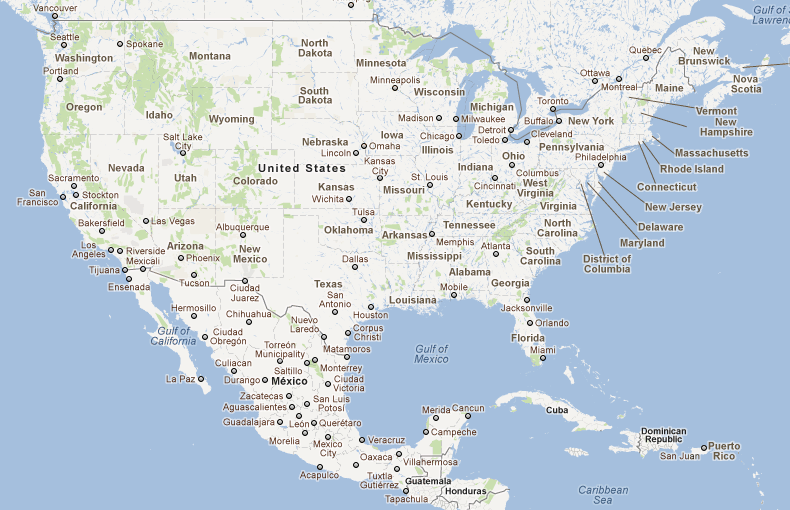 Vancouver
Gulf of
Lawrenc
Seattle
Spokane
Washington
Montana
North
Dakota
Minnesota
Quebec
New
Brunswick
Portland
Minneapolis
Ottawa
Montreal
Maine
Nova
Scotia
Oregon
Idaho
Wyoming
South
Dakota
Wisconsin
Michigan
Toronto
Vermont
Madison
Milwaukee
Buffalo
New York
New
Hampshire
Salt Lake
City
Iowa
Chicago
Detroit
Toledo
Cleveland
Nebraska
Omaha
Lincoln
Illinois
Pennsylvania
Massachusetts
Nevada
Utah
Colorado
United States
Kansas
City
Indiana
Ohio
Columbus
Philadelphia
Rhode Island
Sacramento
Stockton
San
Francisco
California
Kansas
Wichita
Missouri
St. Louis
Cincinnati
West
Virginia
Connecticut
Kentucky
Virginia
New Jersey
Bakersfield
Las Vegas
Tulsa
Tennessee
North
Carolina
Delaware
Maryland
Los
Angeles
Riverside
Arizona
Albuquerque
Oklahoma
Arkansas
Memphis
Atlanta
South
Carolina
District of
Columbia
Mexicali
Tijuana
Ensenada
Phoenix
New
Mexico
Dallas
Mississippi
Alabama
Georgia
Tucson
Ciudad
Juarez
Texas
San
Antonio
Louisiana
Mobile
Jacksonville
Hermosillo
Chihuahua
Nuevo
Laredo
Houston
Corpus
Christi
Orlando
Gulf of
California
Ciudad
Obregón
Torreón
Municipality
Matamoros
Gulf of
Mexico
Florida
Miami
Culiacan
Saltillo
Monterrey
La Paz
Durango
México
Ciudad
Victoria
Zacatecas
Aguascalientes
San Luis
Potosí
Merida
Cancun
Cuba
Guadalajara
León
Querétaro
Campeche
Dominican
Republic
Puerto
Rico
San Juan
Morelia
Mexico
City
Veracruz
Acapulco
Oaxaca
Villahermosa
Tuxtla
Gutiérrez
Guatemala
Tapachula
Honduras
Caribbean
Sea